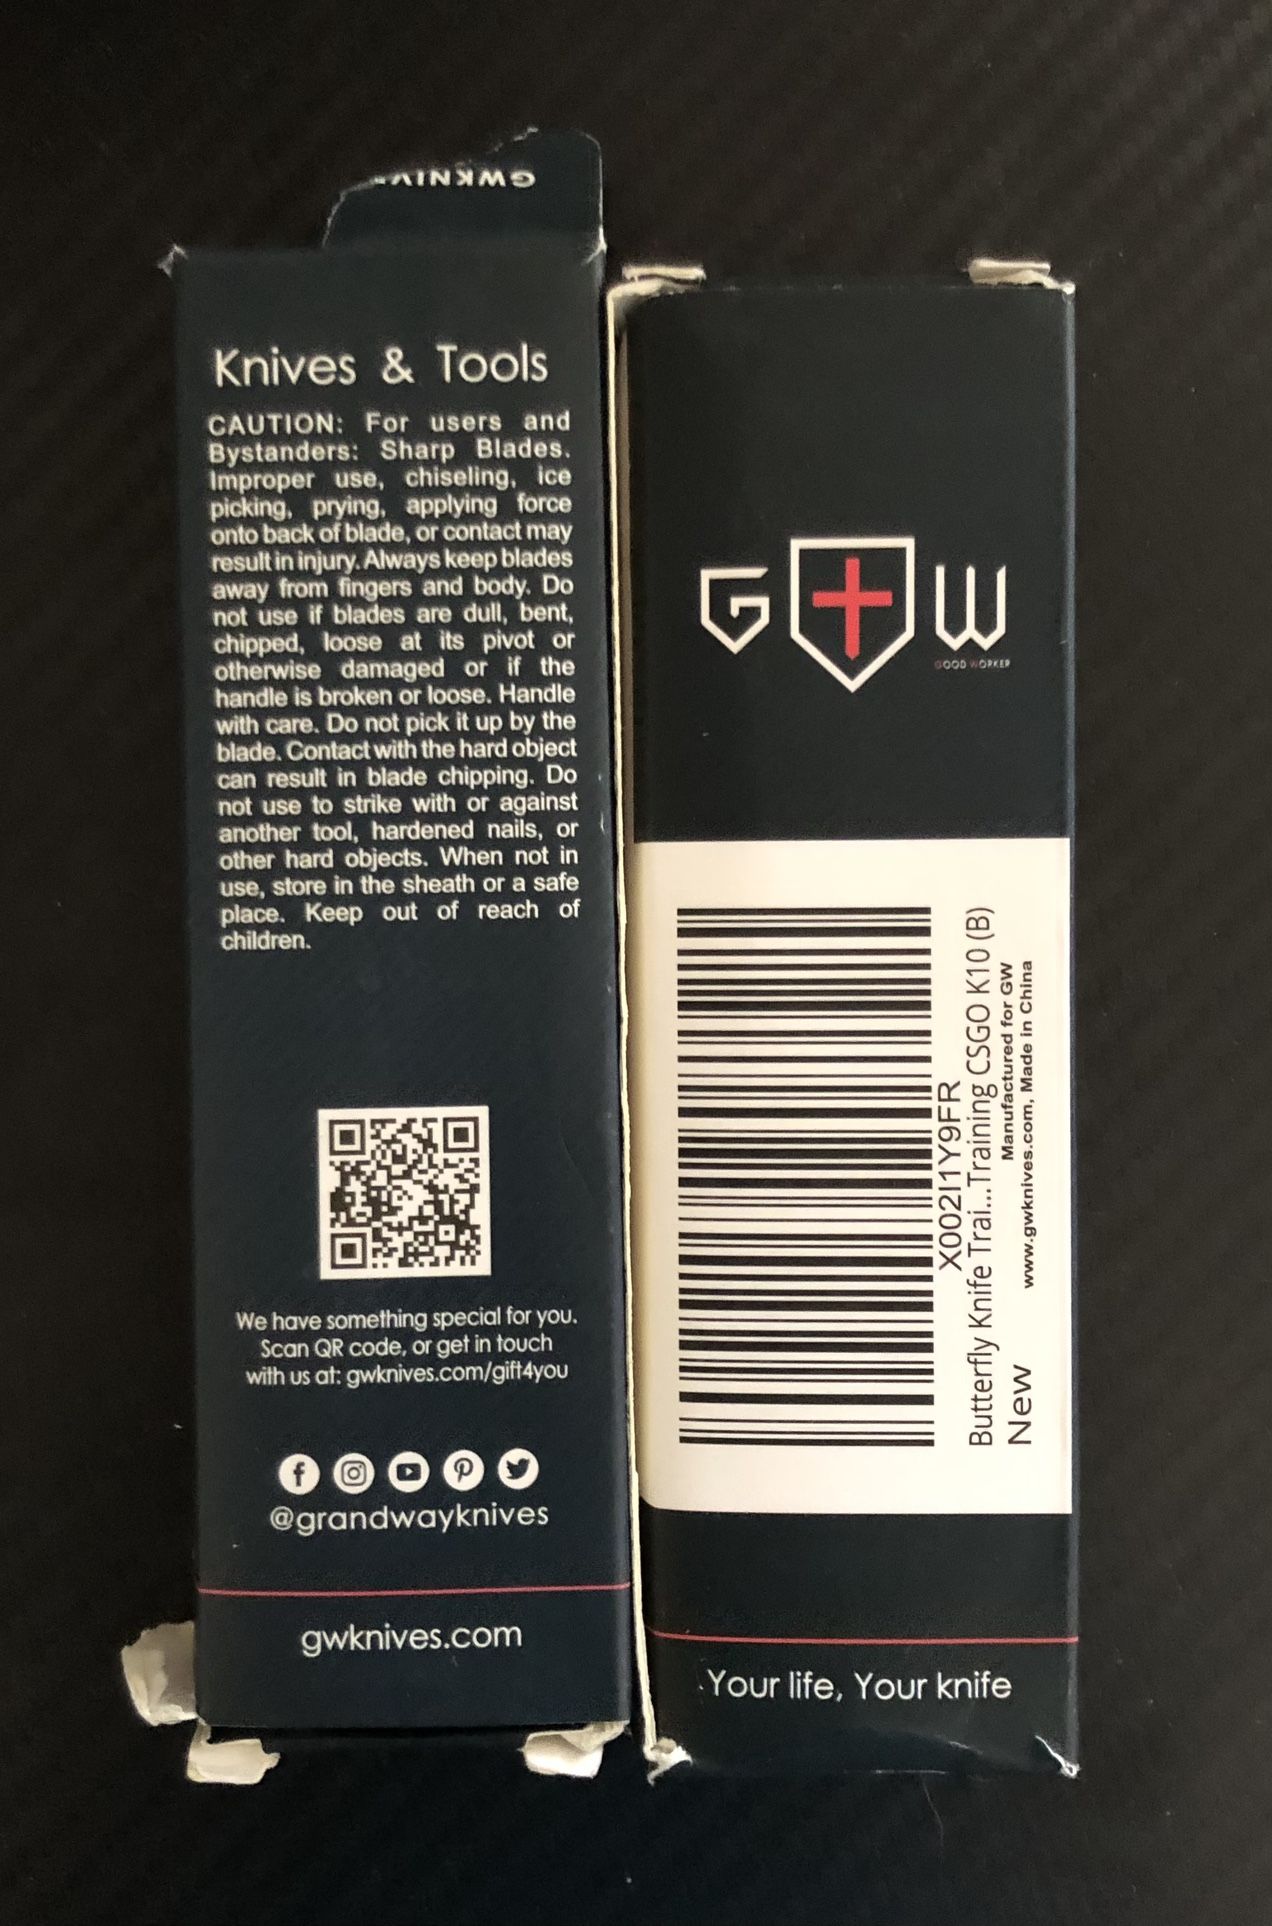 GWKNIV
Knives & Tools
CAUTION: For users and
Bystanders: Sharp Blades.
Improper use, chiseling, ice
picking, prying, applying force
onto back of blade, or contact may
result in injury. Always keep blades
away from fingers and body. Do
not use if blades are dull, bent,
chipped, loose at its pivot or
otherwise damaged or if the
handle is broken or loose. Handle
with care. Do not pick it up by the
blade. Contact with the hard object
can result in blade chipping. Do
not use to strike with or against
another tool, hardened nails, or
other hard objects. When not in
use, store in the sheath or a safe
place. Keep out of reach of
children.
We have something special for you.
Scan QR code, or get in touch
with us at: gwknives.com/gift4you
@grandwayknives
gwknives.com
G W
GOOD WORKER
X002I1Y9FR
Butterfly Knife Trai...Training CSGO K10 (B)
New
Manufactured for GW
www.gwknives.com, Made in China
Your life, Your knife